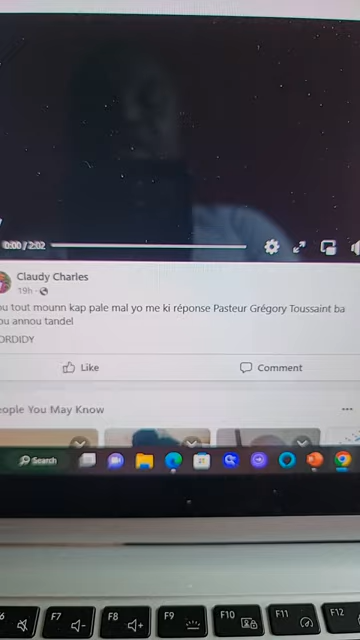 0:00 / 2:02
Claudy Charles
19h ·
ou tout mounn kap pale mal yo me ki réponse Pasteur Grégory Toussaint ba
ou annou tandel
ORDIDY
Like
Comment
eople You May Know
Search
F7
F8
F9
F10
F11
F12